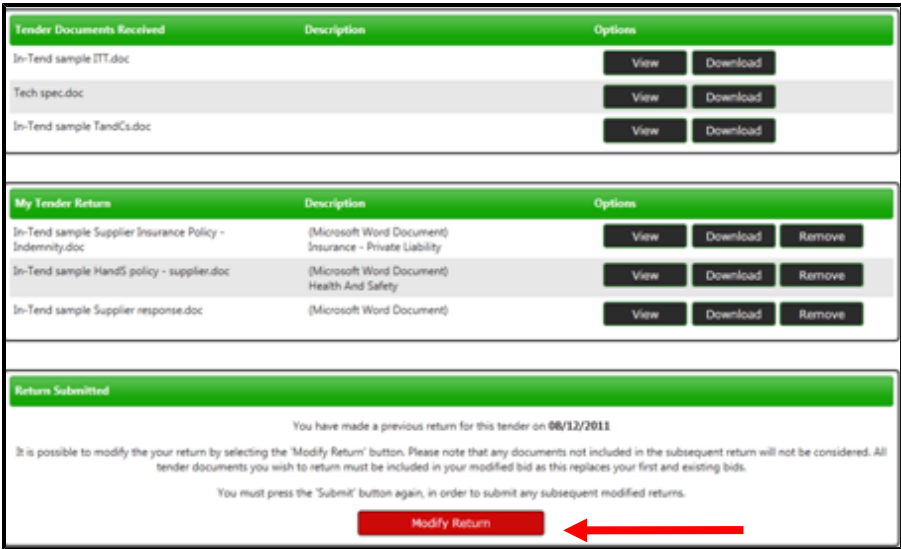 Tender Documents Received Description Options
In-Tend sample ITT.doc View Download
Tech spec.doc View Download
In-Tend sample TandCs.doc View Download
My Tender Return Description Options
In-Tend sample Supplier Insurance Policy - (Microsoft Word Document) View Download Remove
Indemnity.doc Insurance - Private Liability
In-Tend sample HandS policy - supplier.doc (Microsoft Word Document) View Download Remove
Health And Safety
In-Tend sample Supplier response.doc (Microsoft Word Document) View Download Remove
Return Submitted
You have made a previous return for this tender on 08/12/2011
It is possible to modify the your return by selecting the 'Modify Return' button. Please note that any documents not included in the subsequent return will not be considered. All
tender documents you wish to return must be included in your modified bid as this replaces your first and existing bids.
You must press the 'Submit' button again, in order to submit any subsequent modified returns.
Modify Return